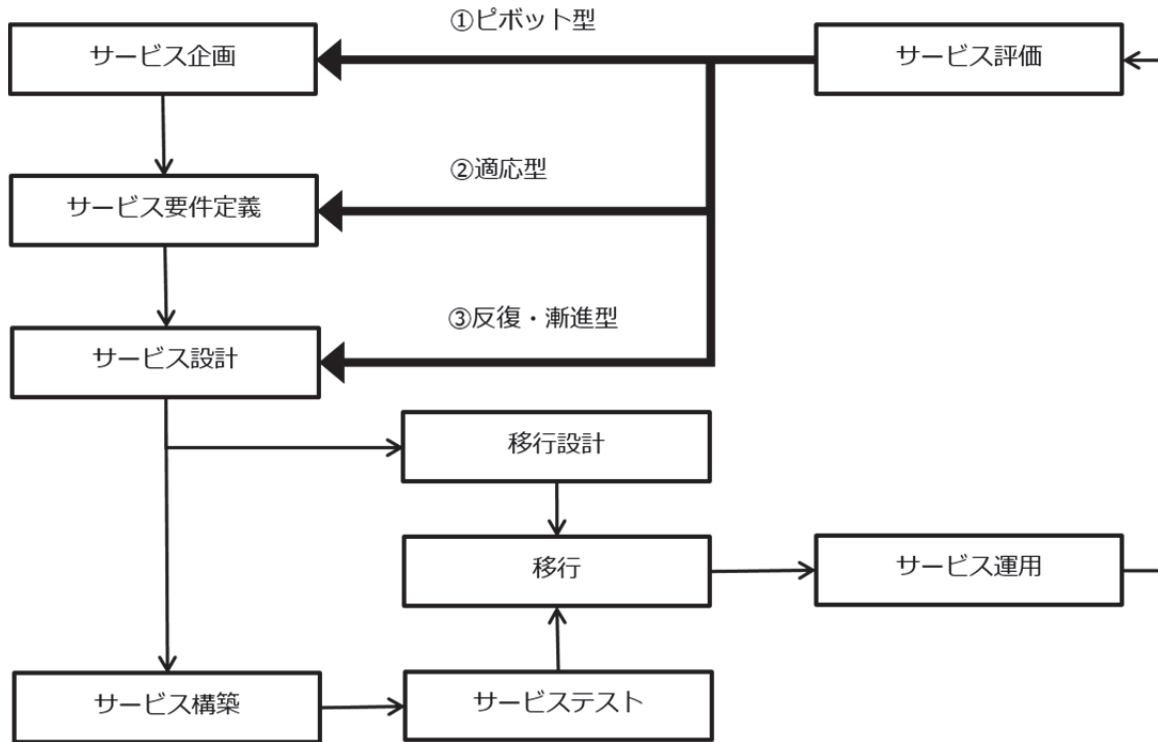 ①ピボット型
サービス企画
サービス評価
②適応型
サービス要件定義
③反復・漸進型
サービス設計
移行設計
移行
サービス運用
サービス構築
サービステスト